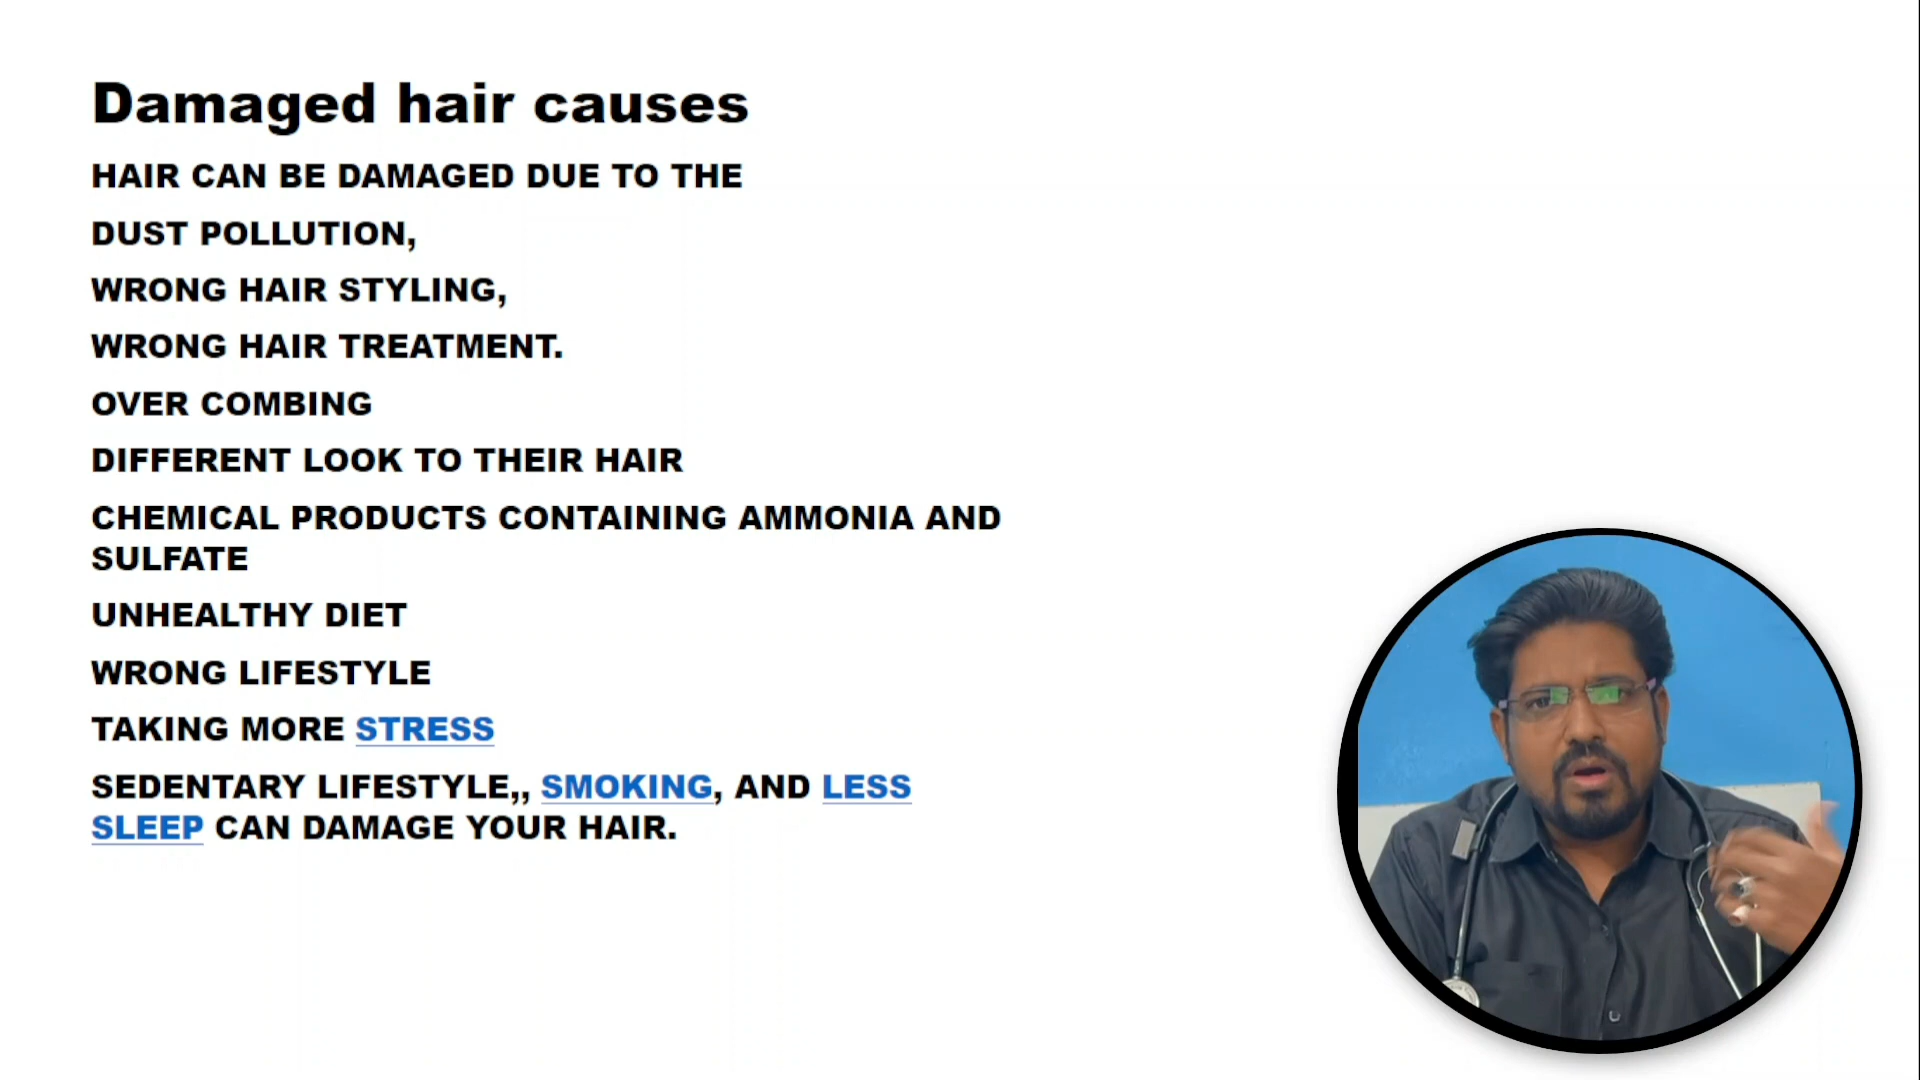 Damaged hair causes
HAIR CAN BE DAMAGED DUE TO THE
DUST POLLUTION,
WRONG HAIR STYLING,
WRONG HAIR TREATMENT.
OVER COMBING
DIFFERENT LOOK TO THEIR HAIR
CHEMICAL PRODUCTS CONTAINING AMMONIA AND
SULFATE
UNHEALTHY DIET
WRONG LIFESTYLE
TAKING MORE STRESS
SEDENTARY LIFESTYLE,, SMOKING, AND LESS
SLEEP CAN DAMAGE YOUR HAIR.